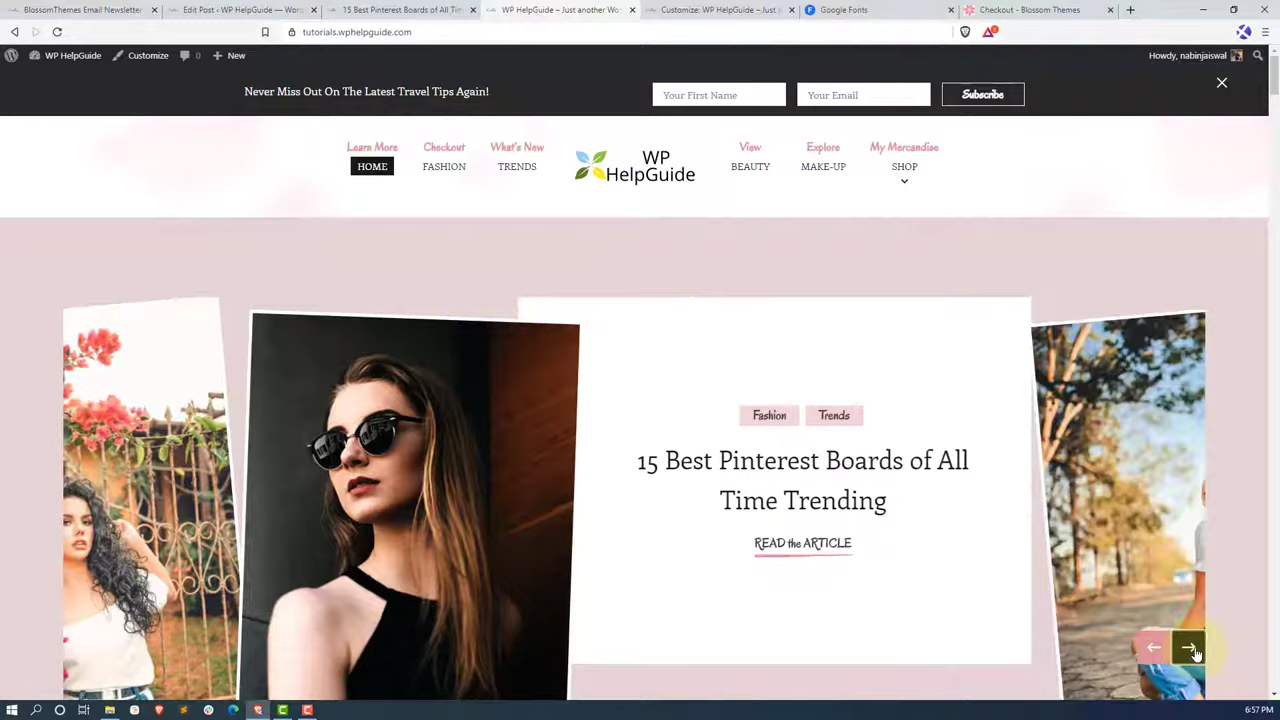 BlossomThemes Email Newslette
Edit Post ‹ WP HelpGuide — Word
15 Best Pinterest Boards of All Tim
WP HelpGuide – Just another Wo
Customize: WP HelpGuide – Just
Google Fonts
Checkout - Blossom Themes
tutorials.wphelpguide.com
WP HelpGuide
Customize
0
New
Howdy, nabinjaiswal
Never Miss Out On The Latest Travel Tips Again!
Your First Name
Your Email
Subscribe
Learn More
Checkout
What's New
View
Explore
My Mercandise
HOME
FASHION
TRENDS
WP
HelpGuide
BEAUTY
MAKE-UP
SHOP
Fashion
Trends
15 Best Pinterest Boards of All
Time Trending
READ the ARTICLE
6:57 PM